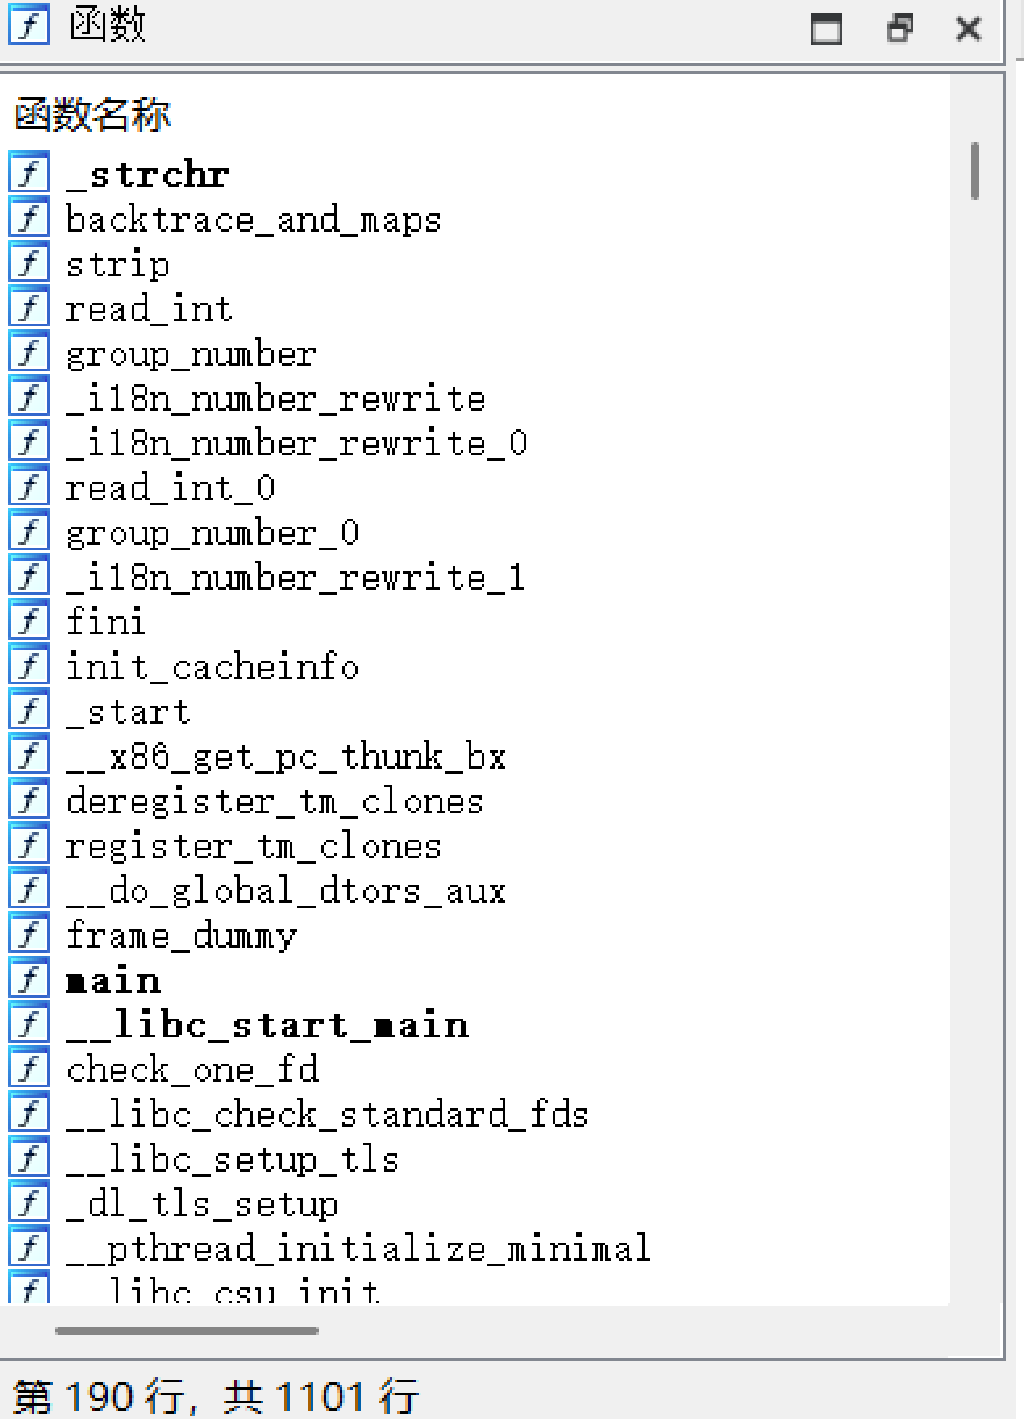 函数
函数名称
_strchr
backtrace_and_maps
strip
read_int
group_number
_i18n_number_rewrite
_i18n_number_rewrite_0
read_int_0
group_number_0
_i18n_number_rewrite_1
fini
init_cacheinfo
_start
__x86_get_pc_thunk_bx
deregister_tm_clones
register_tm_clones
__do_global_dtors_aux
frame_dummy
main
__libc_start_main
check_one_fd
__libc_check_standard_fds
__libc_setup_tls
_dl_tls_setup
__pthread_initialize_minimal
__libc_csu_init
第 190 行, 共 1101 行